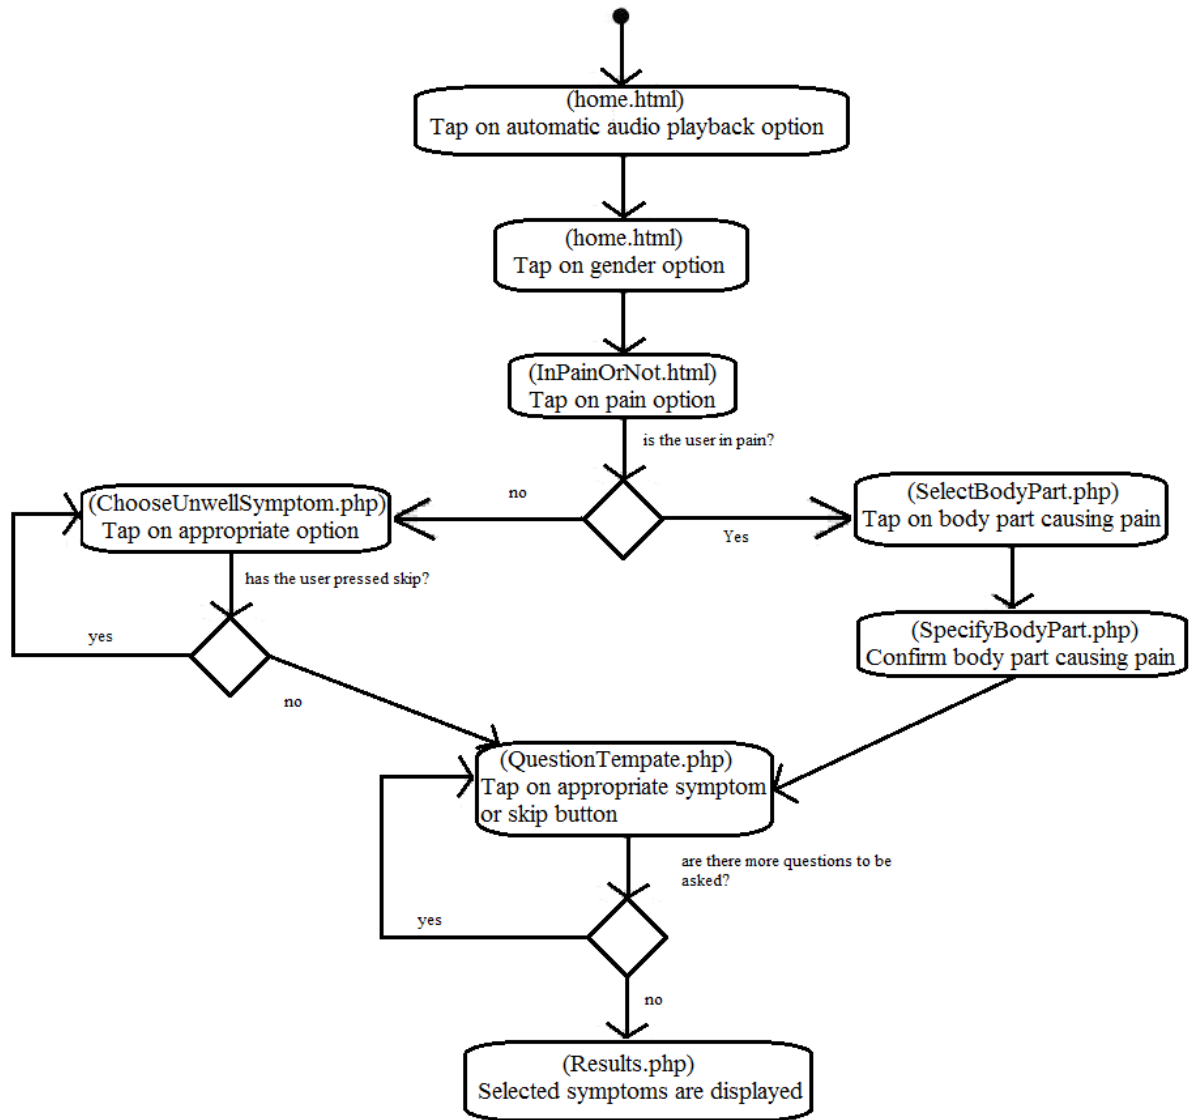 (home.html)
Tap on automatic audio playback option
(home.html)
Tap on gender option
(InPainOrNot.html)
Tap on pain option
is the user in pain?
no
Yes
(ChooseUnwellSymptom.php)
Tap on appropriate option
(SelectBodyPart.php)
Tap on body part causing pain
has the user pressed skip?
yes
no
(SpecifyBodyPart.php)
Confirm body part causing pain
(QuestionTempate.php)
Tap on appropriate symptom
or skip button
are there more questions to be
asked?
yes
no
(Results.php)
Selected symptoms are displayed